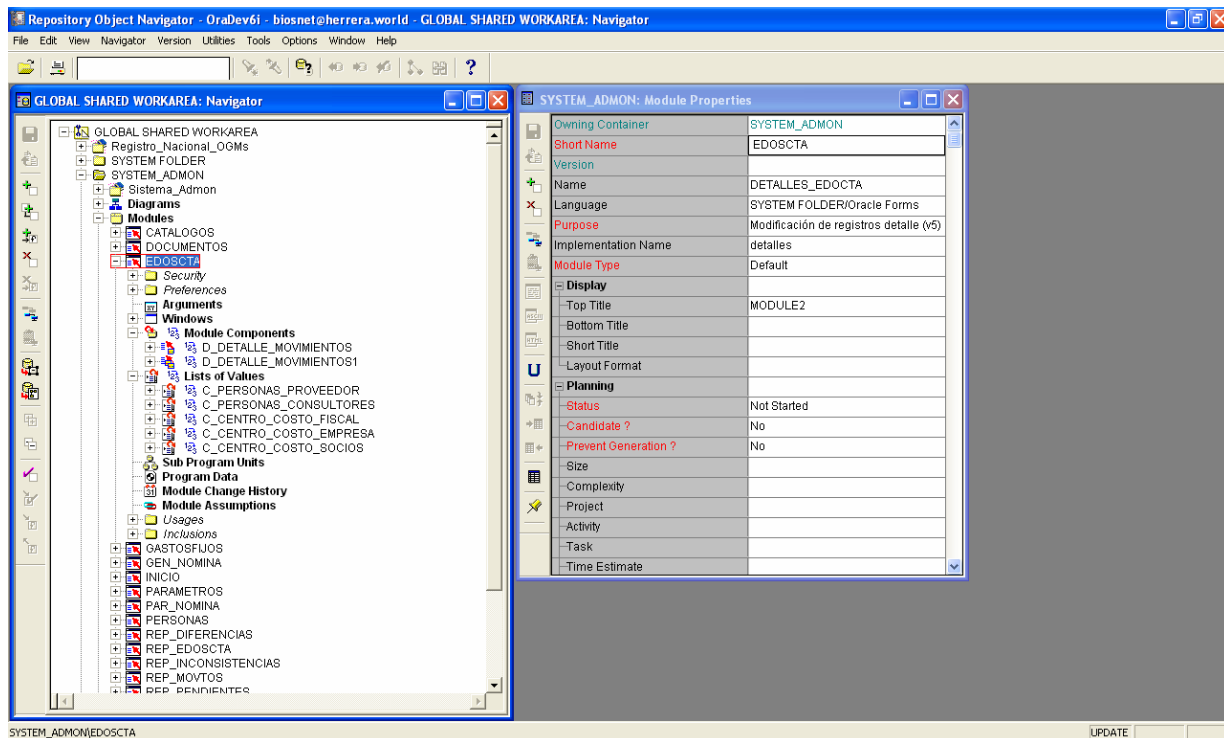 Repository Object Navigator - OraDev6i - biosnet@herrera.world - GLOBAL SHARED WORKAREA: Navigator
File Edit View Navigator Version Utilities Tools Options Window Help
GLOBAL SHARED WORKAREA: Navigator
GLOBAL SHARED WORKAREA
Registro_Nacional_OGMs
SYSTEM FOLDER
SYSTEM_ADMON
Sistema_Admon
Diagrams
Modules
CATALOGOS
DOCUMENTOS
EDOSCTA
Security
Preferences
Arguments
Windows
Module Components
D_DETALLE_MOVIMIENTOS
D_DETALLE_MOVIMIENTOS1
Lists of Values
C_PERSONAS_PROVEEDOR
C_PERSONAS_CONSULTORES
C_CENTRO_COSTO_FISCAL
C_CENTRO_COSTO_EMPRESA
C_CENTRO_COSTO_SOCIOS
Sub Program Units
Program Data
Module Change History
Module Assumptions
Usages
Inclusions
GASTOSFIJOS
GEN_NOMINA
INICIO
PARAMETROS
PAR_NOMINA
PERSONAS
REP_DIFERENCIAS
REP_EDOSCTA
REP_INCONSISTENCIAS
REP_MOVTOS
REP_PENDIENTES
SYSTEM_ADMON: Module Properties
Owning Container SYSTEM_ADMON
Short Name EDOSCTA
Version
Name DETALLES_EDOCTA
Language SYSTEM FOLDER/Oracle Forms
Purpose Modificación de registros detalle (v5)
Implementation Name detalles
Module Type Default
Display
Top Title MODULE2
Bottom Title
Short Title
Layout Format
Planning
Status Not Started
Candidate ? No
Prevent Generation ? No
Size
Complexity
Project
Activity
Task
Time Estimate
SYSTEM_ADMON\EDOSCTA UPDATE